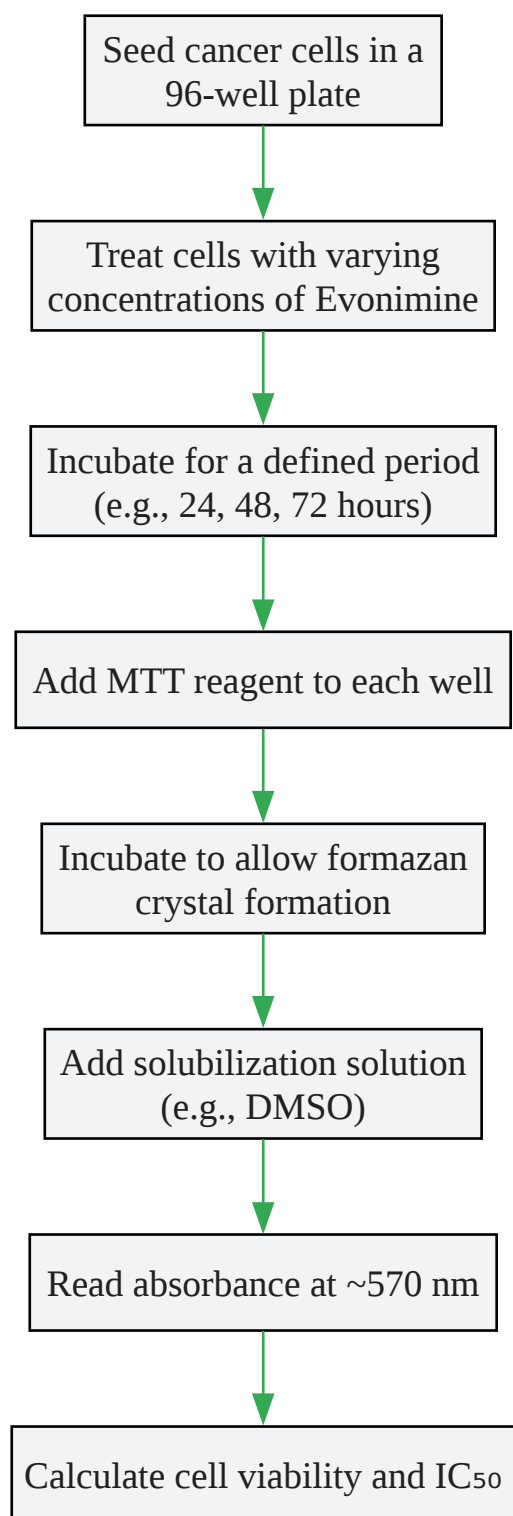 Seed cancer cells in a
96-well plate
Treat cells with varying
concentrations of Evonimine
Incubate for a defined period
(e.g., 24, 48, 72 hours)
Add MTT reagent to each well
Incubate to allow formazan
crystal formation
Add solubilization solution
(e.g., DMSO)
Read absorbance at ~570 nm
Calculate cell viability and IC₅₀